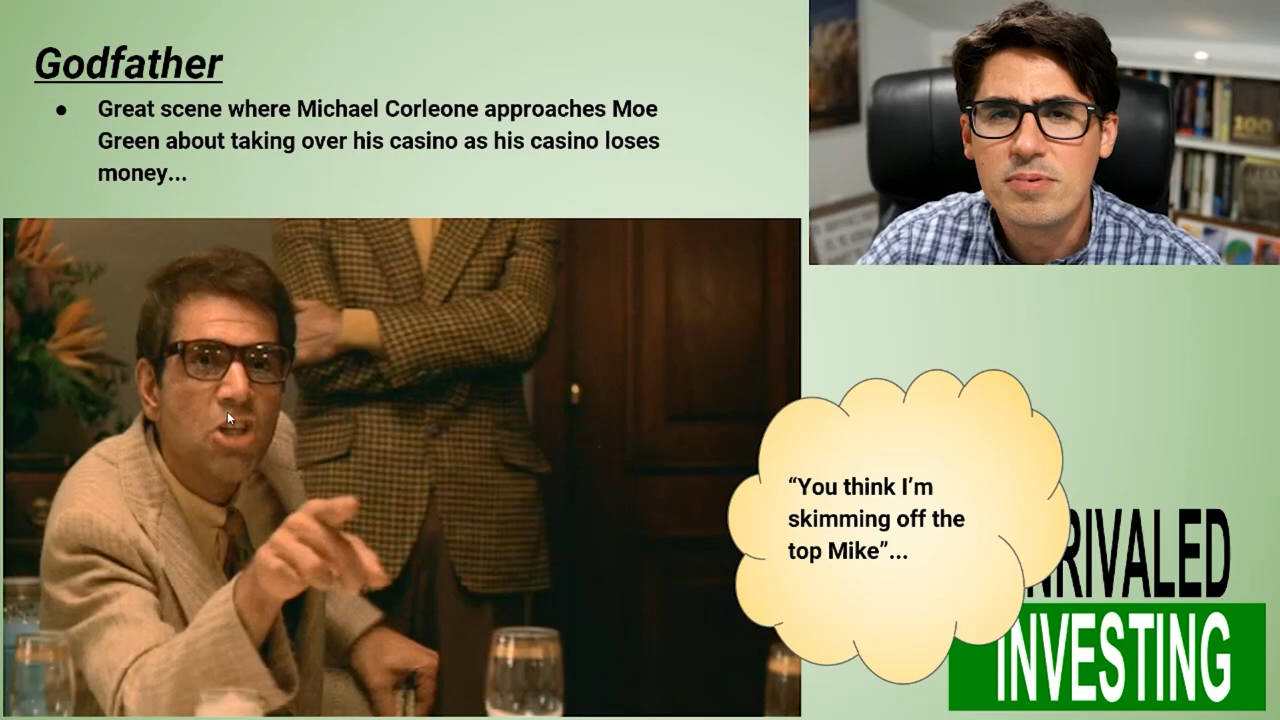 Godfather
● Great scene where Michael Corleone approaches Moe
Green about taking over his casino as his casino loses
money...
“You think I’m
skimming off the
top Mike”...
NRIVALED
INVESTING